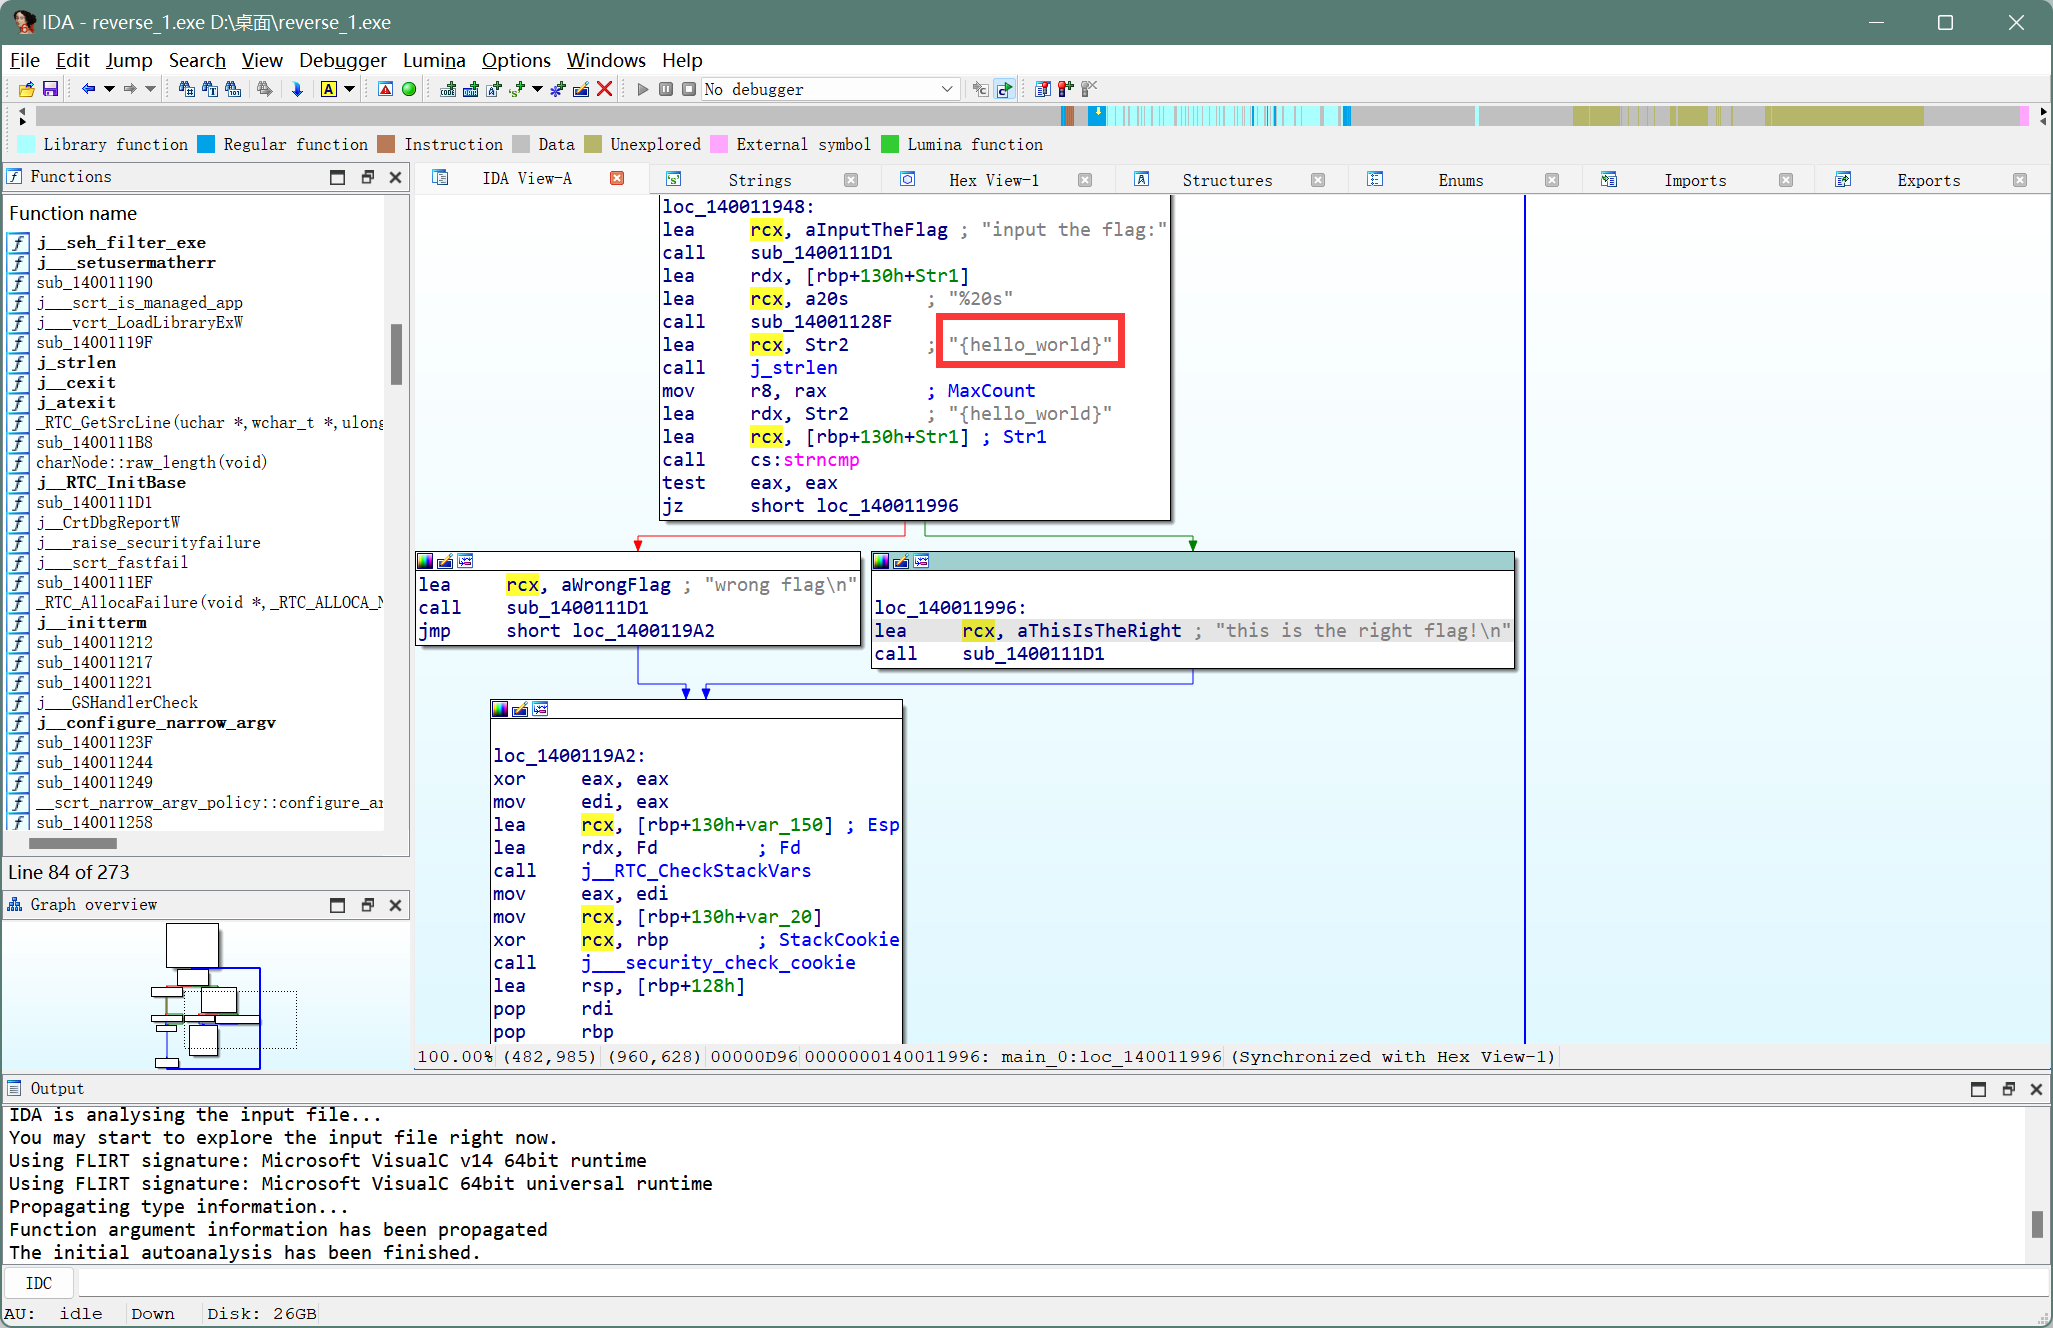 IDA - reverse_1.exe D:\桌面\reverse_1.exe
File Edit Jump Search View Debugger Lumina Options Windows Help
No debugger
Library function Regular function Instruction Data Unexplored External symbol Lumina function
Functions
IDA View-A Strings Hex View-1 Structures Enums Imports Exports
Function name
j__seh_filter_exe
j___setusermatherr
sub_140011190
j___scrt_is_managed_app
j___vcrt_LoadLibraryExW
sub_14001119F
j_strlen
j__cexit
j_atexit
_RTC_GetSrcLine(uchar *,wchar_t *,ulong
sub_1400111B8
charNode::raw_length(void)
j__RTC_InitBase
sub_1400111D1
j__CrtDbgReportW
j___raise_securityfailure
j___scrt_fastfail
sub_1400111EF
_RTC_AllocaFailure(void *,_RTC_ALLOCA_N
j__initterm
sub_140011212
sub_140011217
sub_140011221
j___GSHandlerCheck
j__configure_narrow_argv
sub_14001123F
sub_140011244
sub_140011249
__scrt_narrow_argv_policy::configure_ar
sub_140011258
Line 84 of 273
Graph overview
loc_140011948:
lea rcx, aInputTheFlag ; "input the flag:"
call sub_1400111D1
lea rdx, [rbp+130h+Str1]
lea rcx, a20s ; "%20s"
call sub_14001128F
lea rcx, Str2 ; "{hello_world}"
call j_strlen
mov r8, rax ; MaxCount
lea rdx, Str2 ; "{hello_world}"
lea rcx, [rbp+130h+Str1] ; Str1
call cs:strncmp
test eax, eax
jz short loc_140011996
lea rcx, aWrongFlag ; "wrong flag\n"
call sub_1400111D1
jmp short loc_1400119A2
loc_140011996:
lea rcx, aThisIsTheRight ; "this is the right flag!\n"
call sub_1400111D1
loc_1400119A2:
xor eax, eax
mov edi, eax
lea rcx, [rbp+130h+var_150] ; Esp
lea rdx, Fd ; Fd
call j__RTC_CheckStackVars
mov eax, edi
mov rcx, [rbp+130h+var_20]
xor rcx, rbp ; StackCookie
call j___security_check_cookie
lea rsp, [rbp+128h]
pop rdi
pop rbp
100.00% (482,985) (960,628) 00000D96 0000000140011996: main_0:loc_140011996 (Synchronized with Hex View-1)
Output
IDA is analysing the input file...
You may start to explore the input file right now.
Using FLIRT signature: Microsoft VisualC v14 64bit runtime
Using FLIRT signature: Microsoft VisualC 64bit universal runtime
Propagating type information...
Function argument information has been propagated
The initial autoanalysis has been finished.
IDC
AU: idle Down Disk: 26GB